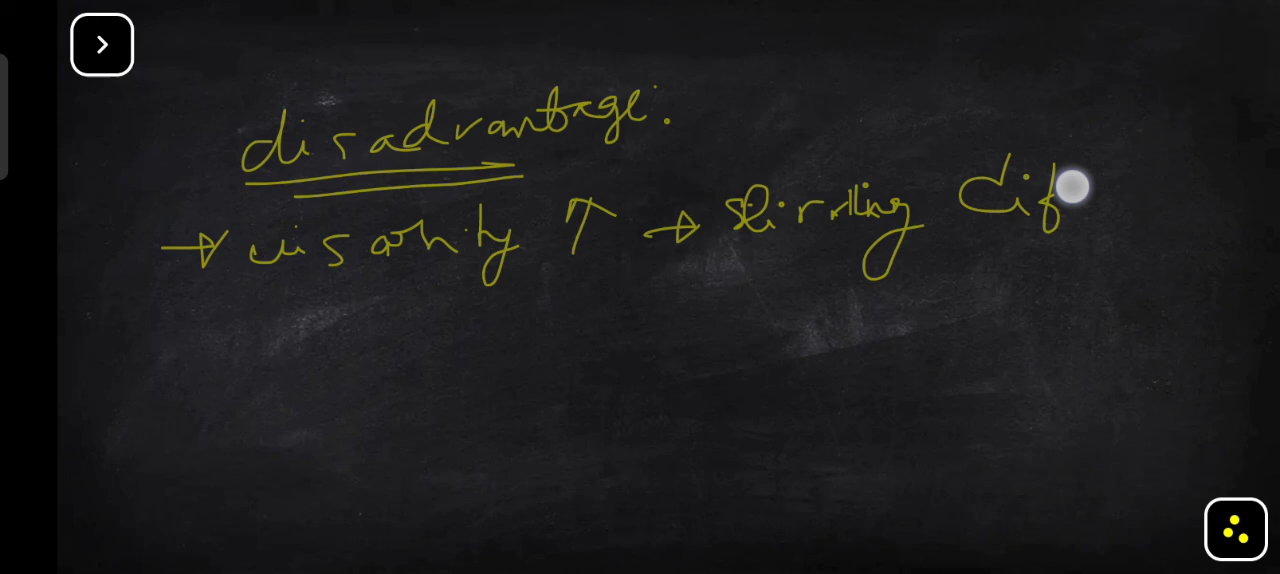 disadvantage:
→ viscosity ↑ → stirring dif